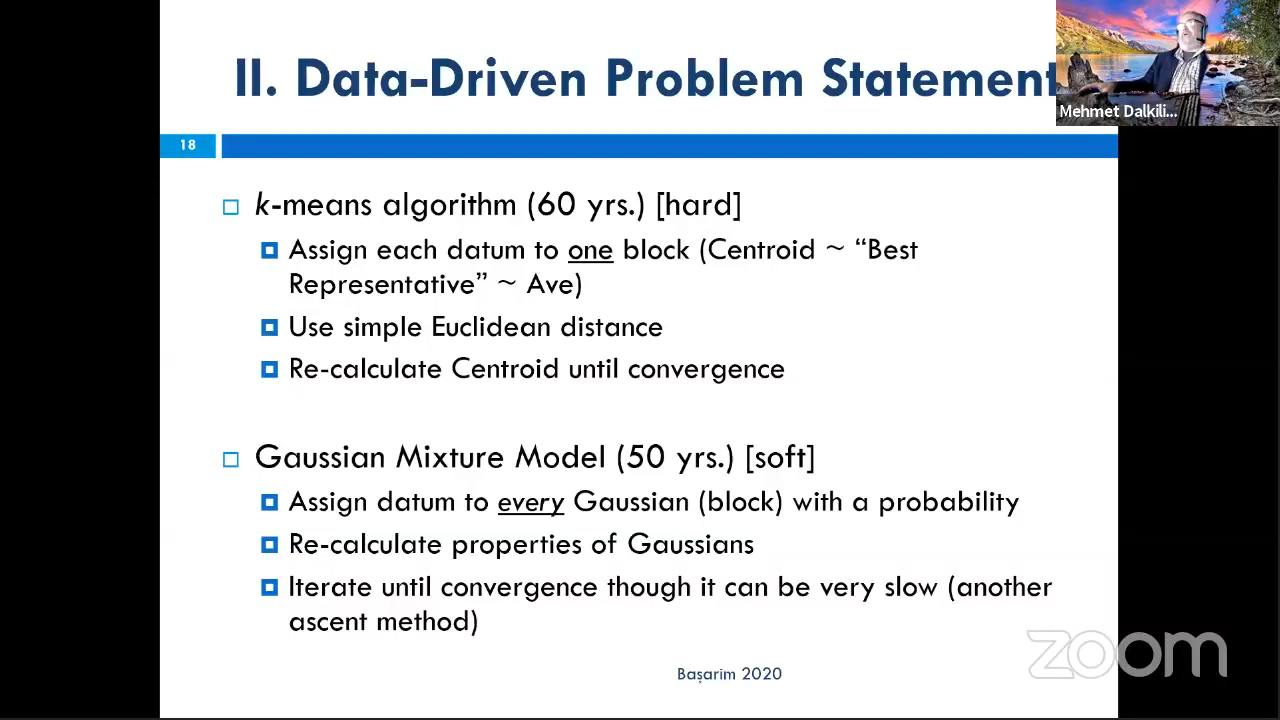 II. Data-Driven Problem Statement
Mehmet Dalkili...
18
k-means algorithm (60 yrs.) [hard]
Assign each datum to one block (Centroid ~ “Best
Representative” ~ Ave)
Use simple Euclidean distance
Re-calculate Centroid until convergence
Gaussian Mixture Model (50 yrs.) [soft]
Assign datum to every Gaussian (block) with a probability
Re-calculate properties of Gaussians
Iterate until convergence though it can be very slow (another
ascent method)
zoom
Başarim 2020